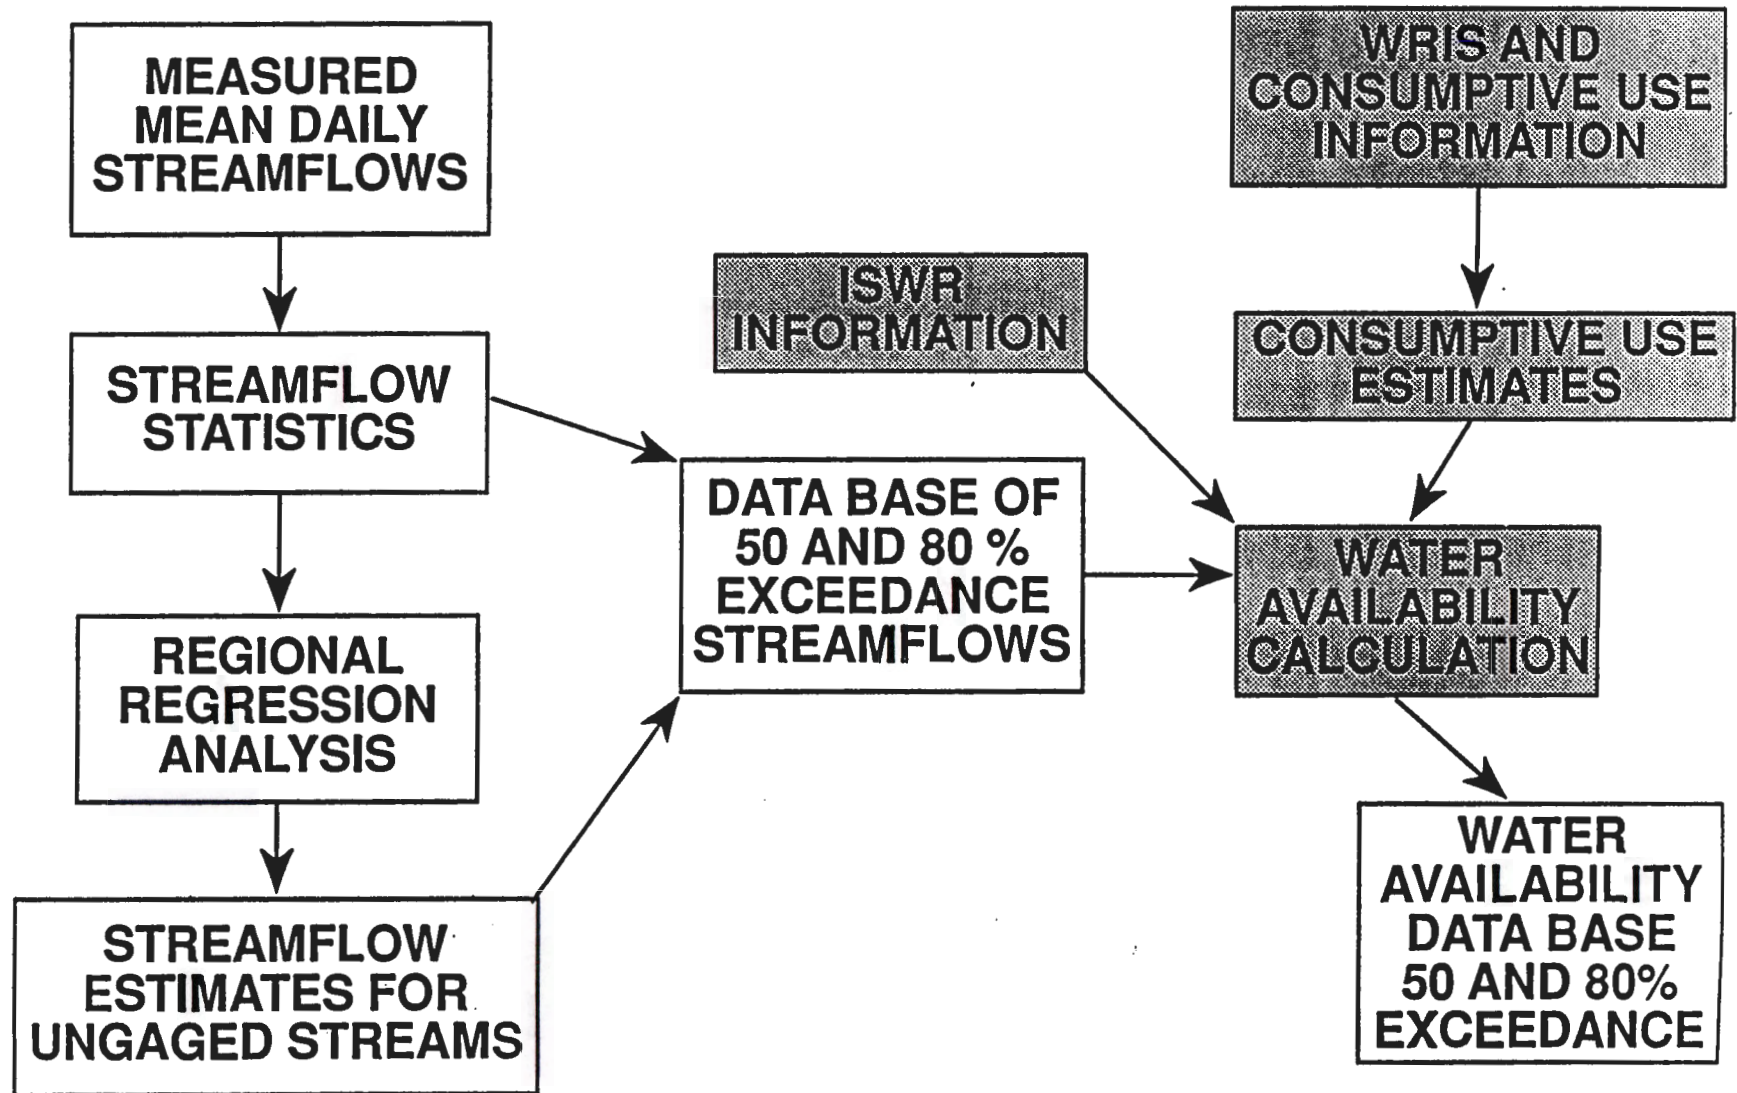 MEASURED
MEAN DAILY
STREAMFLOWS
STREAMFLOW
STATISTICS
REGIONAL
REGRESSION
ANALYSIS
STREAMFLOW
ESTIMATES FOR
UNGAGED STREAMS
ISWR
INFORMATION
DATA BASE OF
50 AND 80 %
EXCEEDANCE
STREAMFLOWS
WRIS AND
CONSUMPTIVE USE
INFORMATION
CONSUMPTIVE USE
ESTIMATES
WATER
AVAILABILITY
CALCULATION
WATER
AVAILABILITY
DATA BASE
50 AND 80%
EXCEEDANCE